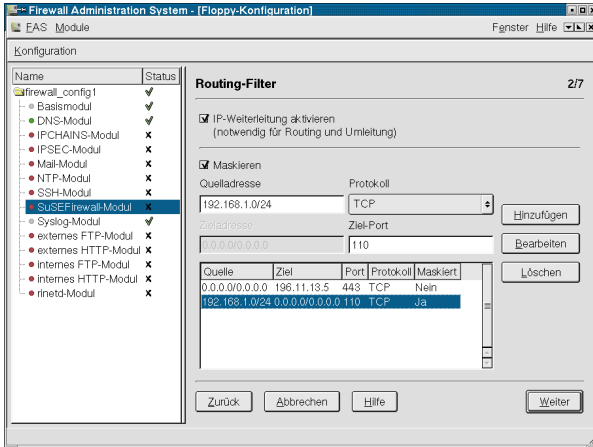 Firewall Administration System - [Floppy-Konfiguration]
FAS Module Fenster Hilfe
Konfiguration
Name Status
firewall_config1
Basismodul
DNS-Modul
IPCHAINS-Modul
IPSEC-Modul
Mail-Modul
NTP-Modul
SSH-Modul
SuSEFirewall-Modul
Syslog-Modul
externes FTP-Modul
externes HTTP-Modul
internes FTP-Modul
internes HTTP-Modul
rinetd-Modul
Routing-Filter 2/7
IP-Weiterleitung aktivieren
(notwendig für Routing und Umleitung)
Maskieren
Quelladresse Protokoll
192.168.1.0/24 TCP
Zieladresse Ziel-Port
0.0.0.0/0.0.0.0 110
Hinzufügen
Bearbeiten
Löschen
Quelle Ziel Port Protokoll Maskiert
0.0.0.0/0.0.0.0 196.11.13.5 443 TCP Nein
192.168.1.0/24 0.0.0.0/0.0.0.0 110 TCP Ja
Zurück Abbrechen Hilfe Weiter